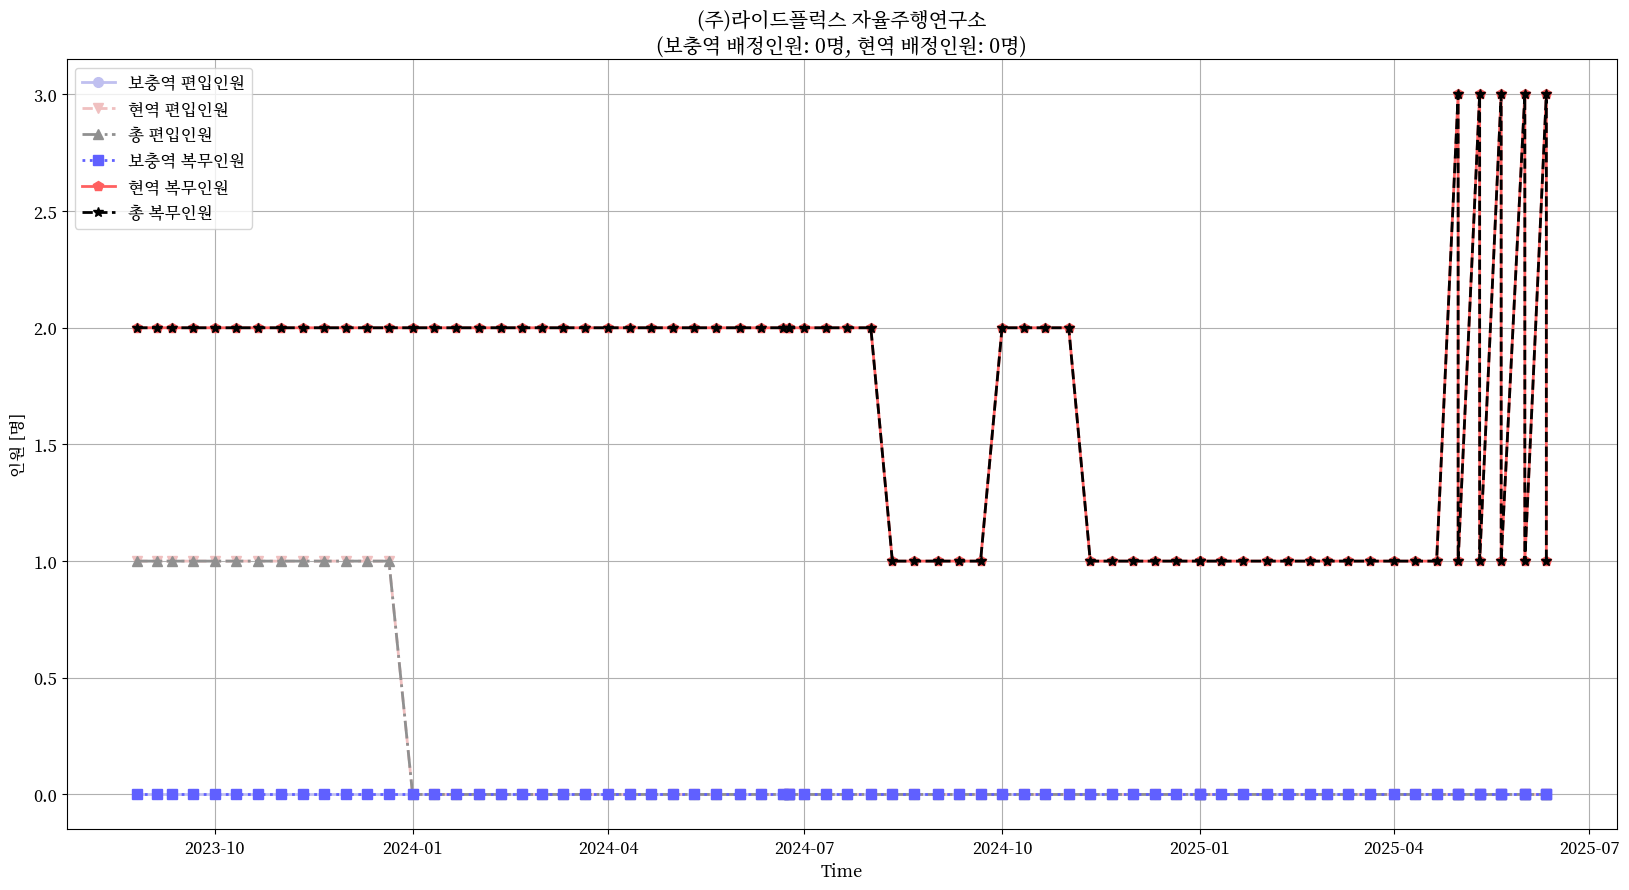 (주)라이드플럭스 자율주행연구소
(보충역 배정인원: 0명, 현역 배정인원: 0명)
보충역 편입인원
현역 편입인원
총 편입인원
보충역 복무인원
현역 복무인원
총 복무인원
3.0
2.5
2.0
1.5
1.0
0.5
0.0
인원 [명]
2023-10
2024-01
2024-04
2024-07
2024-10
2025-01
2025-04
2025-07
Time